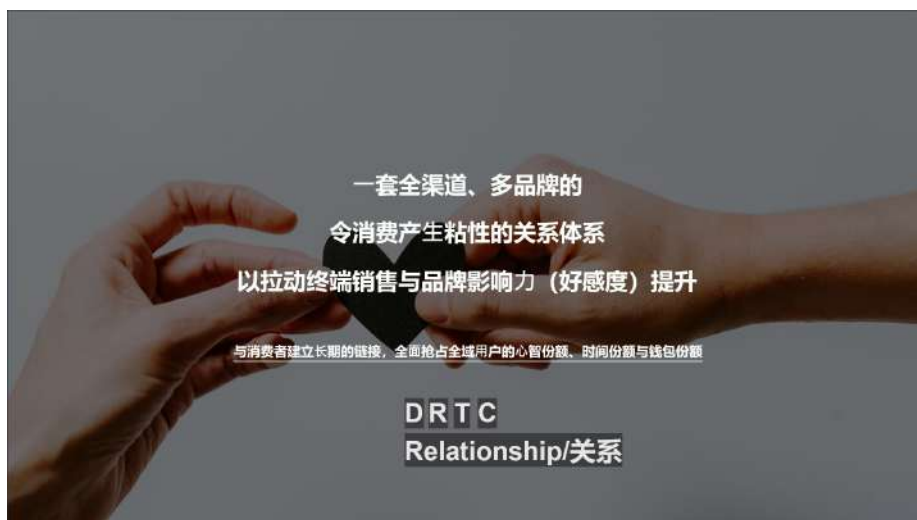 一套全渠道、多品牌的
令消费产生粘性的关系体系
以拉动终端销售与品牌影响力（好感度）提升
与消费者建立长期的链接，全面抢占全域用户的心智份额、时间份额与钱包份额
D R T C
Relationship/关系